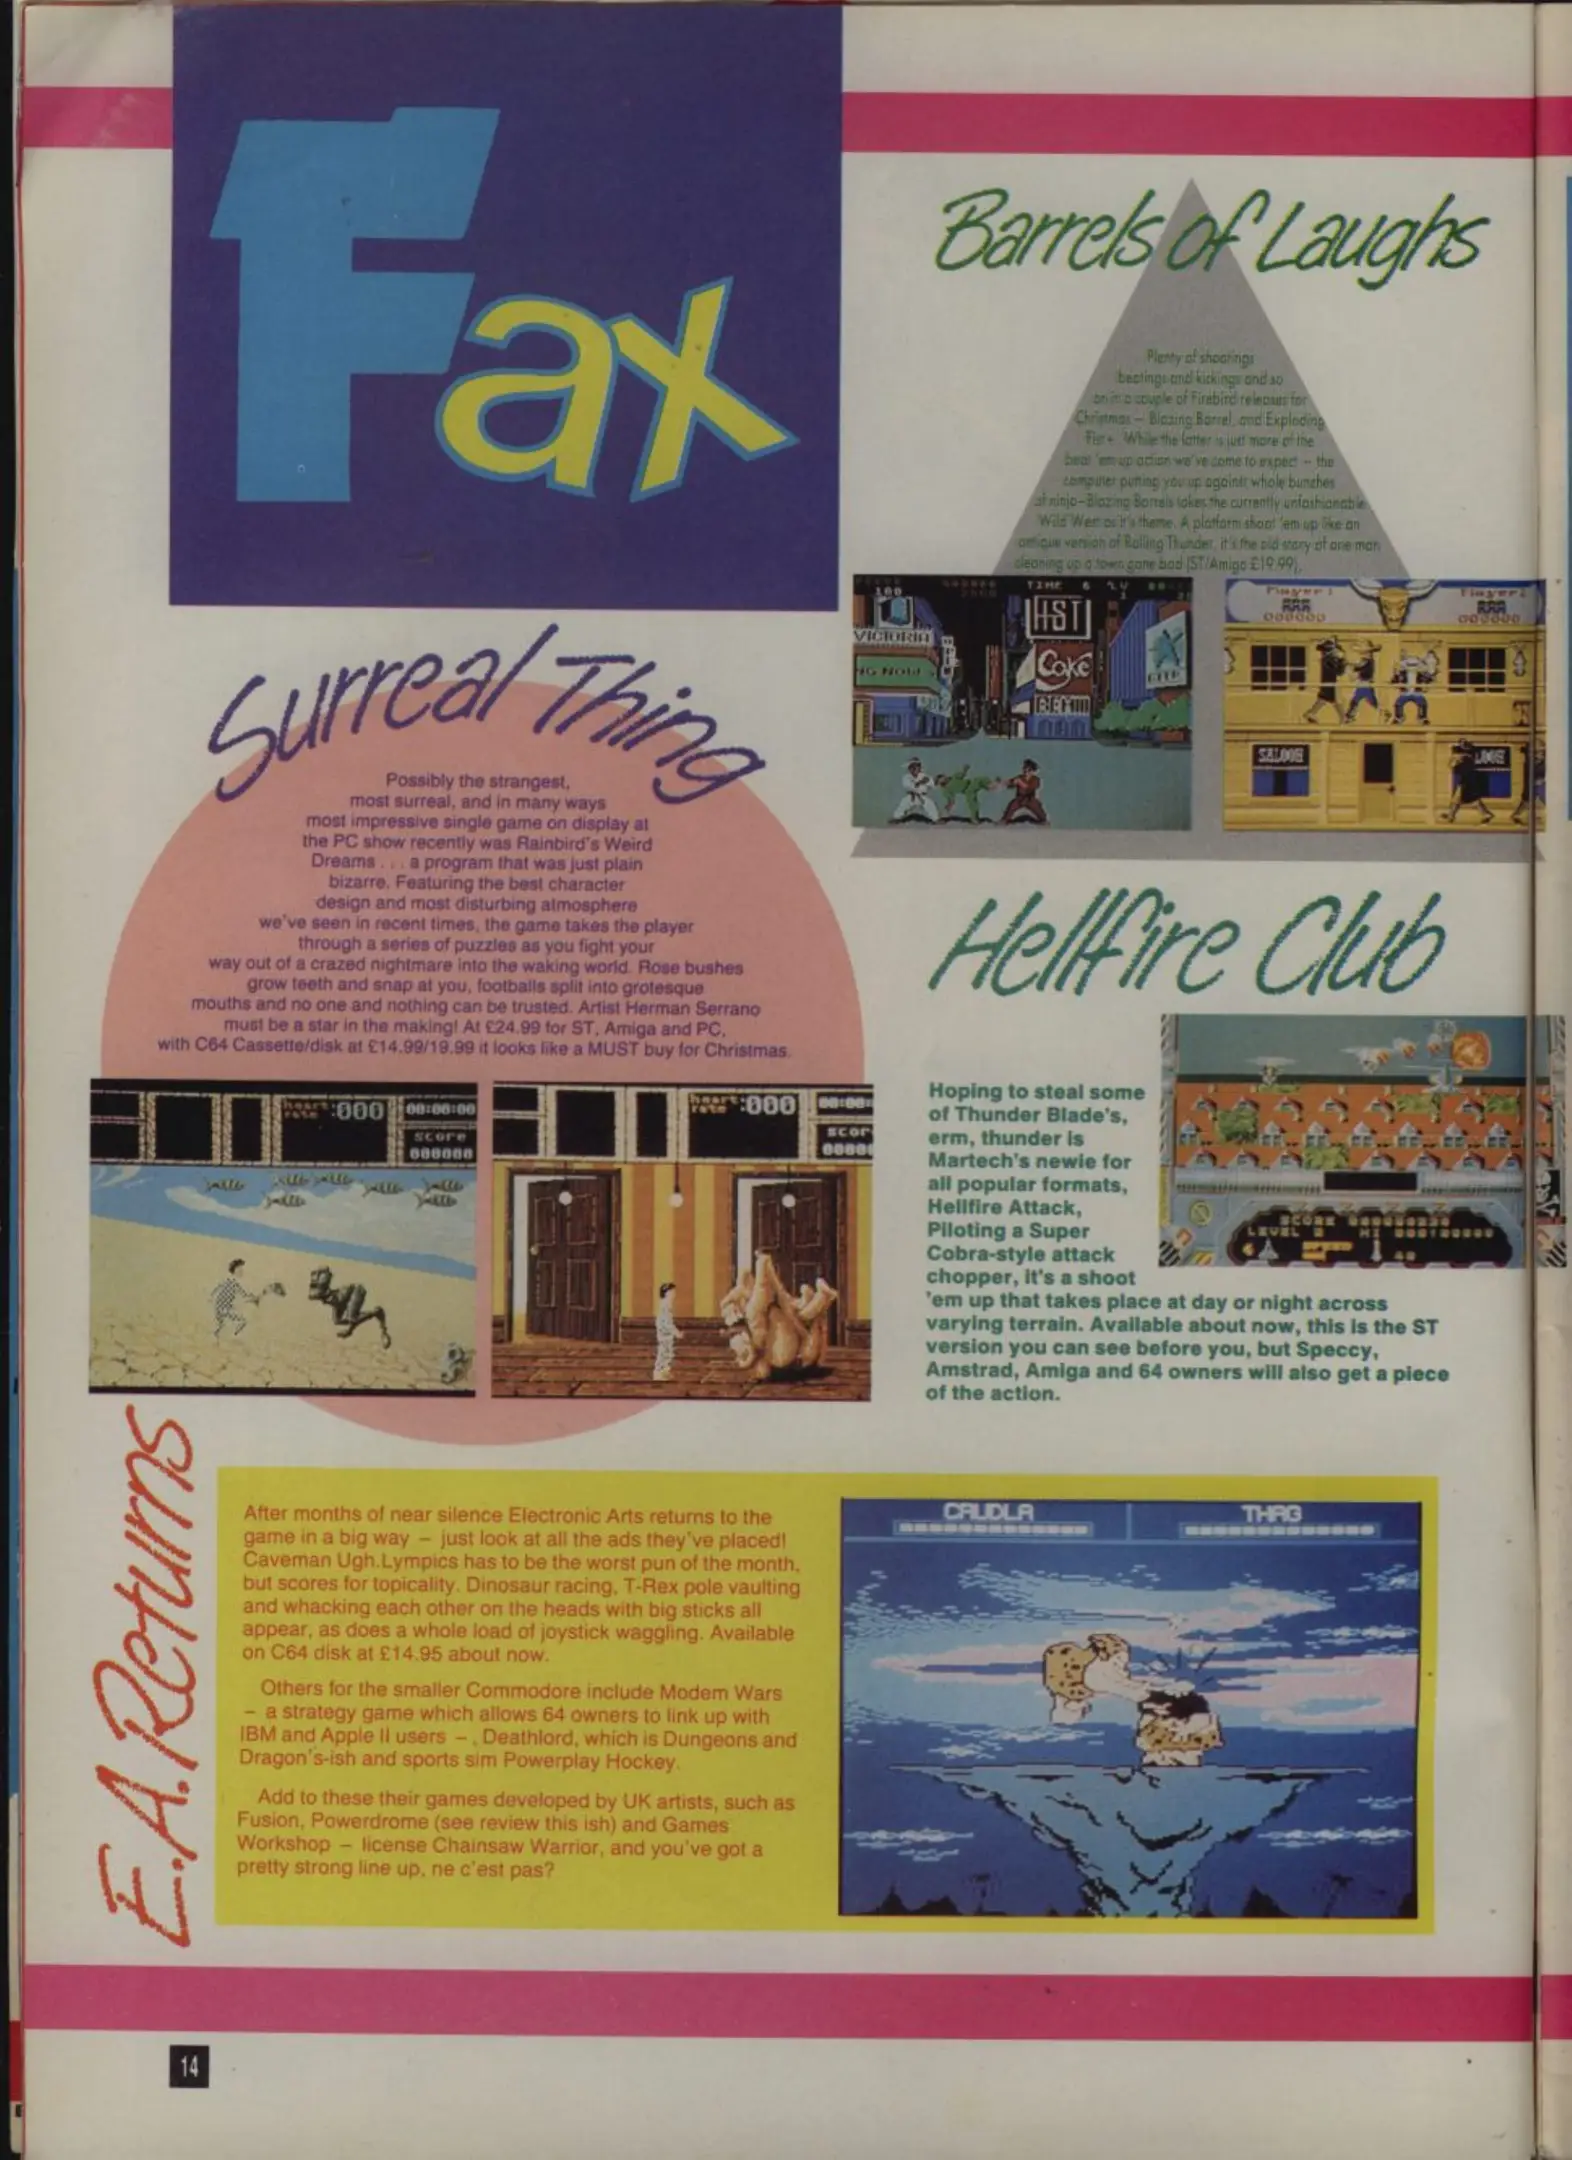 Fax
Barrels of Laughs
Plenty of shootings
beatings and kickings and so
on in a couple of Firebird releases for
Christmas – Blazing Barrel, and Exploding
Fist +. While the latter is just more of the
beat 'em up action we've come to expect – the
computer putting you up against whole bunches
of ninja–Blazing Barrels takes the currently unfashionable
Wild West as it's theme. A platform shoot 'em up like an
antique version of Rolling Thunder, it's the old story of one man
cleaning up a town gone bad (ST/Amiga £19.99).
TIME 6
HST
VICTORIA
Coke
BEER
Player 1
000000
SALOON
Surreal Thing
Possibly the strangest,
most surreal, and in many ways
most impressive single game on display at
the PC show recently was Rainbird's Weird
Dreams . . . a program that was just plain
bizarre. Featuring the best character
design and most disturbing atmosphere
we've seen in recent times, the game takes the player
through a series of puzzles as you fight your
way out of a crazed nightmare into the waking world. Rose bushes
grow teeth and snap at you, footballs split into grotesque
mouths and no one and nothing can be trusted. Artist Herman Serrano
must be a star in the making! At £24.99 for ST, Amiga and PC,
with C64 Cassette/disk at £14.99/19.99 it looks like a MUST buy for Christmas.
heart rate :000 00:00:00
score
000000
heart rate :000
Hellfire Club
Hoping to steal some
of Thunder Blade's,
erm, thunder is
Martech's newie for
all popular formats,
Hellfire Attack,
Piloting a Super
Cobra-style attack
chopper, it's a shoot
'em up that takes place at day or night across
varying terrain. Available about now, this is the ST
version you can see before you, but Speccy,
Amstrad, Amiga and 64 owners will also get a piece
of the action.
E.A. Returns
After months of near silence Electronic Arts returns to the
game in a big way – just look at all the ads they've placed!
Caveman Ugh.Lympics has to be the worst pun of the month,
but scores for topicality. Dinosaur racing, T-Rex pole vaulting
and whacking each other on the heads with big sticks all
appear, as does a whole load of joystick waggling. Available
on C64 disk at £14.95 about now.
Others for the smaller Commodore include Modem Wars
– a strategy game which allows 64 owners to link up with
IBM and Apple II users – , Deathlord, which is Dungeons and
Dragon's-ish and sports sim Powerplay Hockey.
Add to these their games developed by UK artists, such as
Fusion, Powerdrome (see review this ish) and Games
Workshop – license Chainsaw Warrior, and you've got a
pretty strong line up, ne c'est pas?
CRUDLA THAG
14